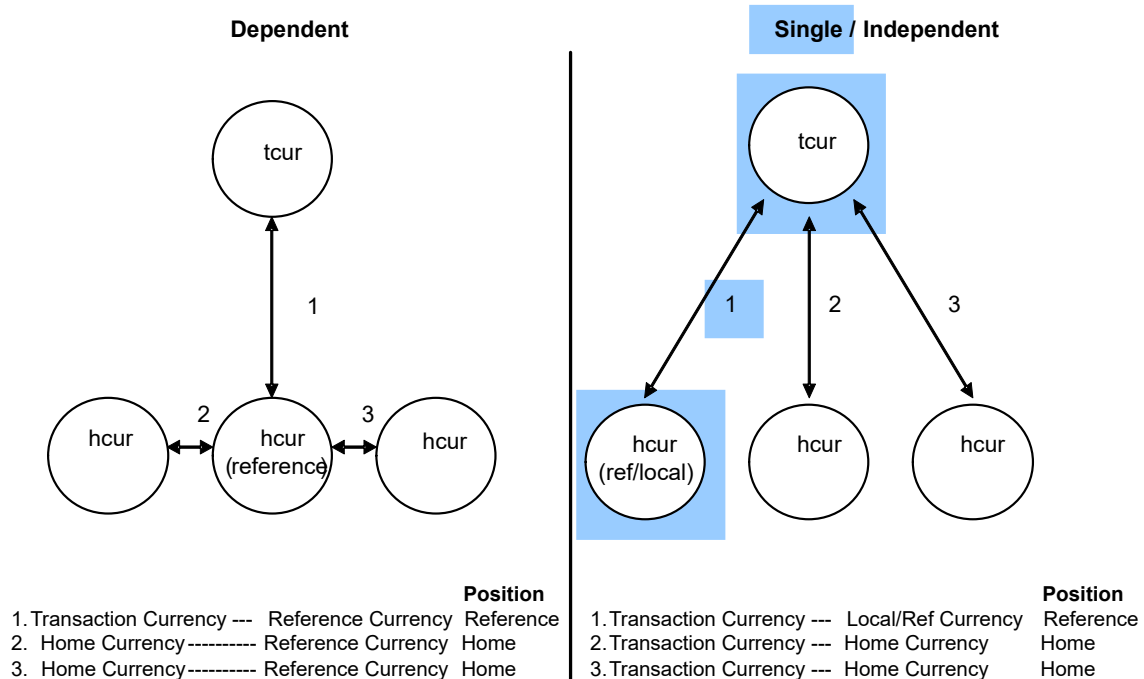 Dependent
tcur
1
2
3
hcur
hcur
(reference)
hcur
Position
1. Transaction Currency --- Reference Currency Reference
2. Home Currency ---------- Reference Currency Home
3. Home Currency ---------- Reference Currency Home
Single / Independent
tcur
1
2
3
hcur
(ref/local)
hcur
hcur
Position
1. Transaction Currency --- Local/Ref Currency Reference
2. Transaction Currency --- Home Currency Home
3. Transaction Currency --- Home Currency Home